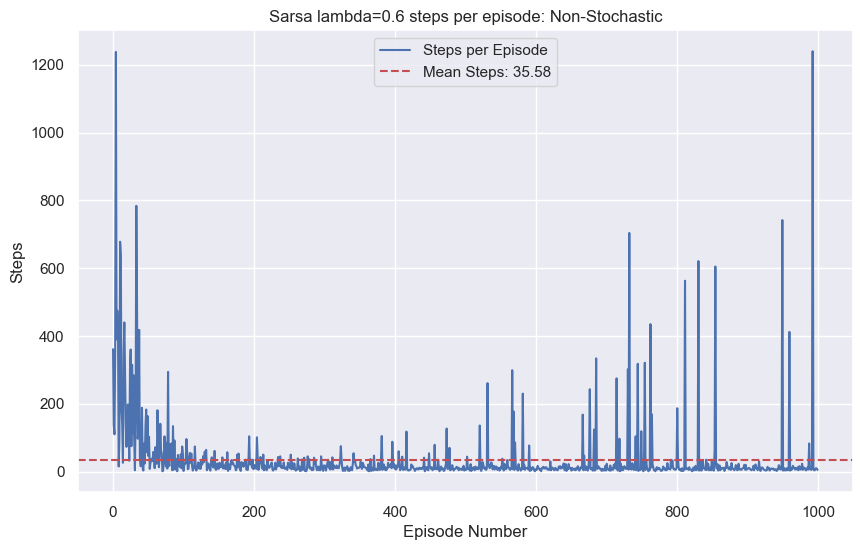 Sarsa lambda=0.6 steps per episode: Non-Stochastic
Steps per Episode
Mean Steps: 35.58
1200
1000
800
600
400
200
0
Steps
0 200 400 600 800 1000
Episode Number